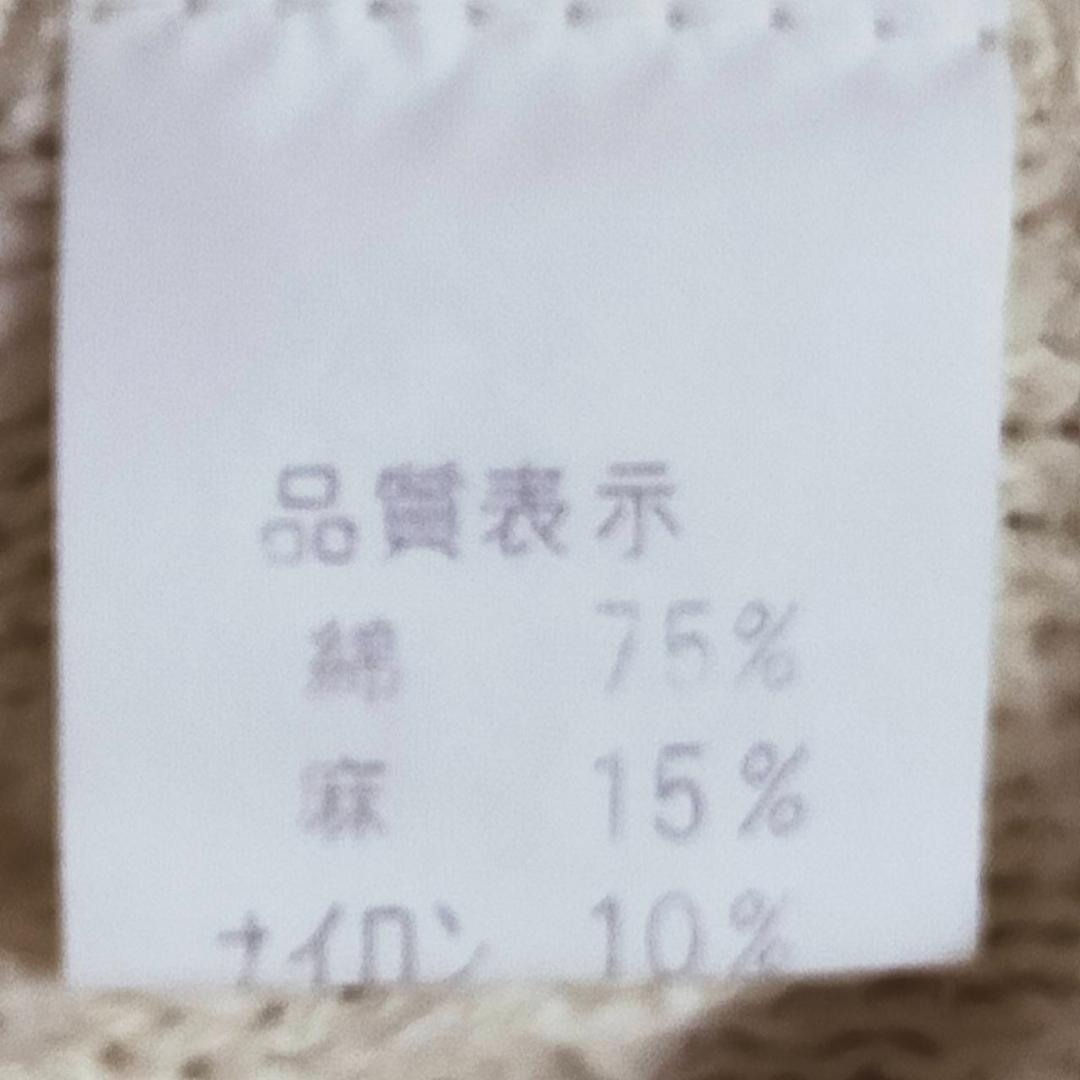 品質表示
綿 75%
麻 15%
ナイロン 10%